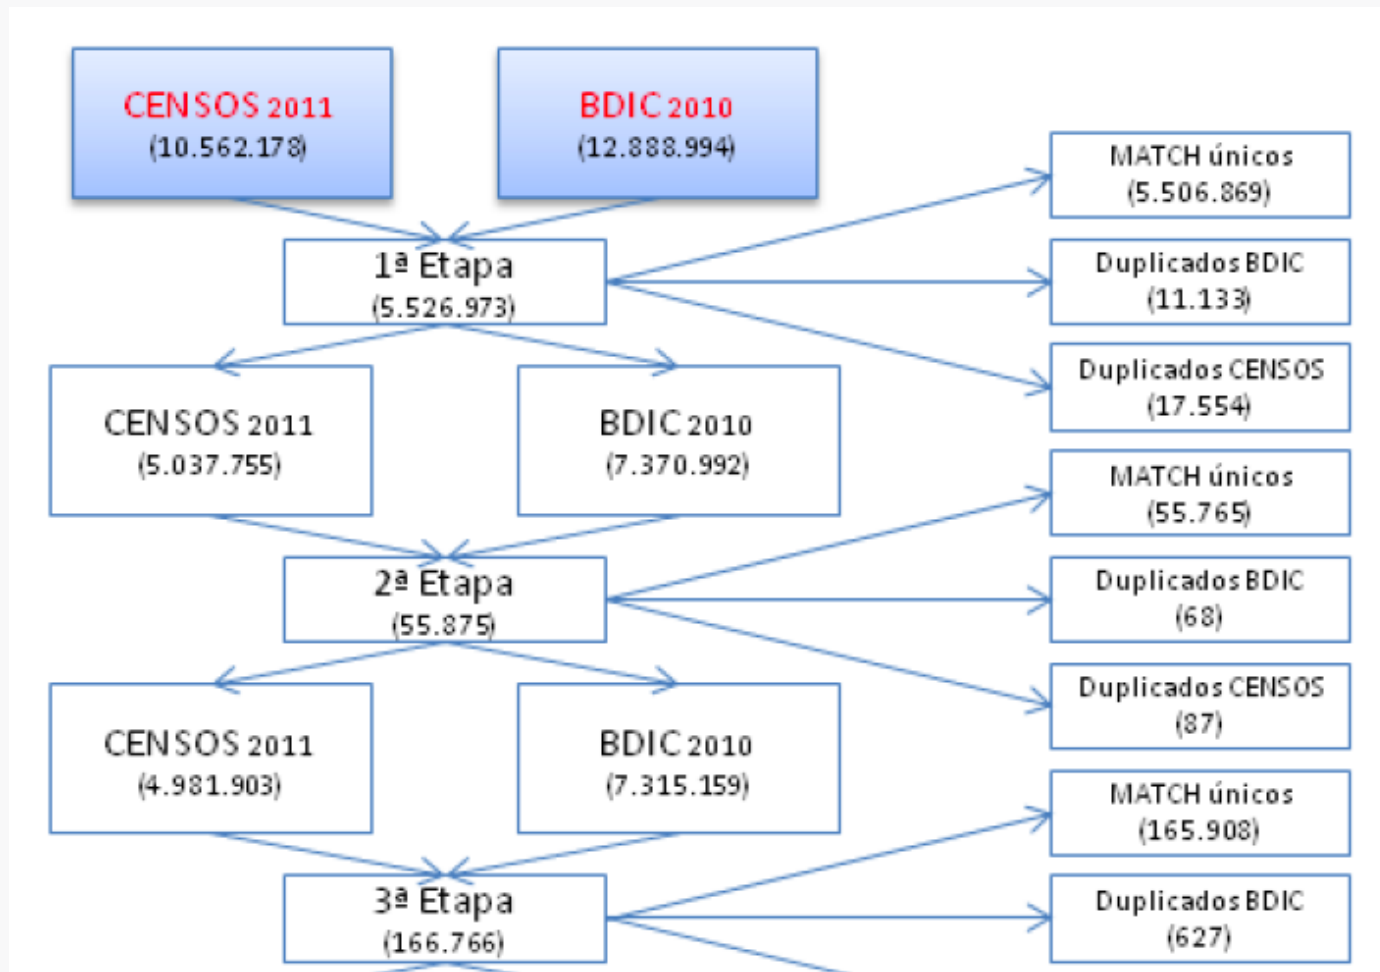 CENSOS 2011
(10.562.178)
BDIC 2010
(12.888.994)
MATCH únicos
(5.506.869)
1ª Etapa
(5.526.973)
Duplicados BDIC
(11.133)
Duplicados CENSOS
(17.554)
CENSOS 2011
(5.037.755)
BDIC 2010
(7.370.992)
MATCH únicos
(55.765)
2ª Etapa
(55.875)
Duplicados BDIC
(68)
Duplicados CENSOS
(87)
CENSOS 2011
(4.981.903)
BDIC 2010
(7.315.159)
MATCH únicos
(165.908)
3ª Etapa
(166.766)
Duplicados BDIC
(627)